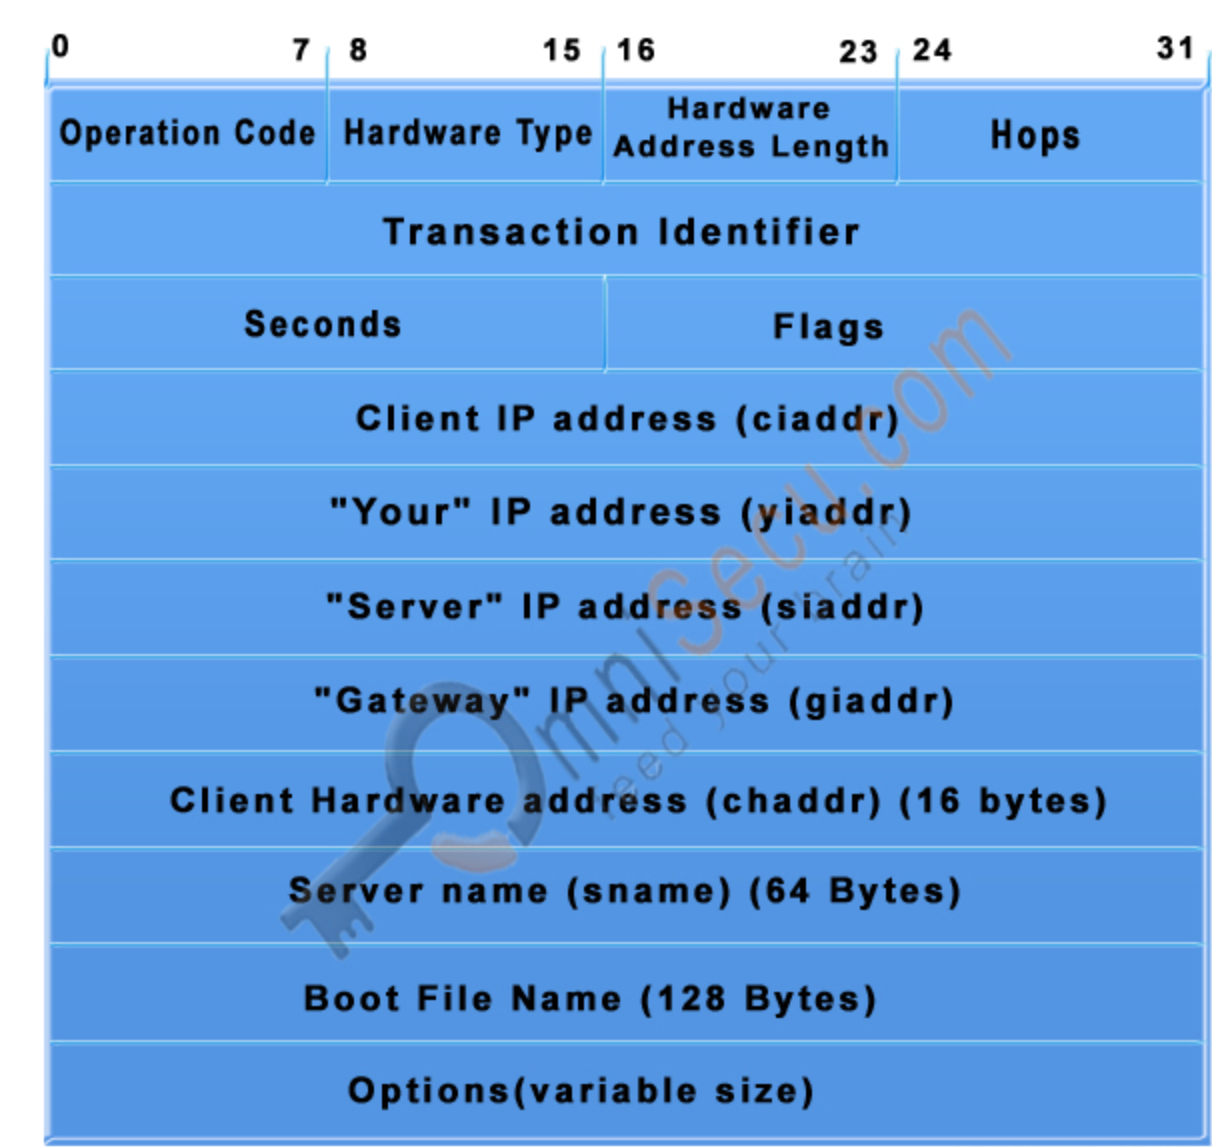 0 7 8 15 16 23 24 31
Operation Code
Hardware Type
Hardware
Address Length
Hops
Transaction Identifier
Seconds
Flags
Client IP address (ciaddr)
"Your" IP address (yiaddr)
"Server" IP address (siaddr)
"Gateway" IP address (giaddr)
Client Hardware address (chaddr) (16 bytes)
Server name (sname) (64 Bytes)
Boot File Name (128 Bytes)
Options(variable size)
OmniSecu.com
feed your brain